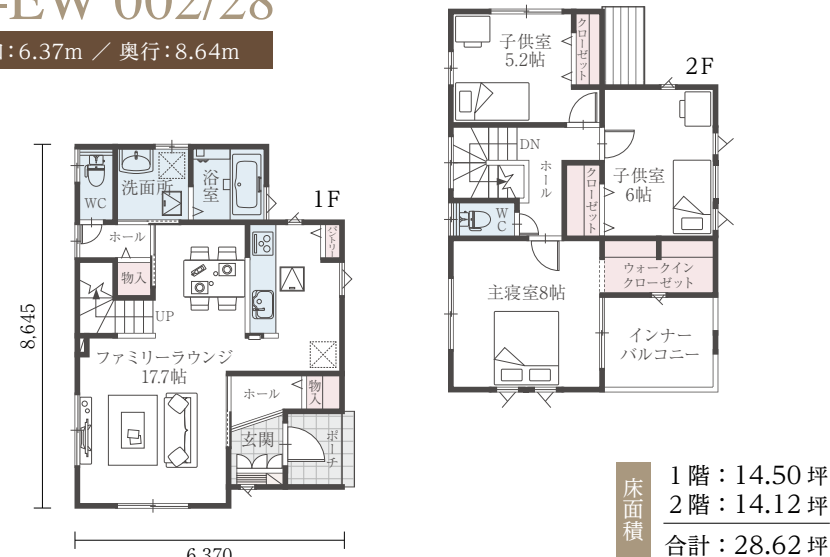 -EW 002/28
:6.37m ／ 奥行:8.64m
1F
WC
洗面所
浴室
ホール
物入
パントリー
UP
ファミリーラウンジ
17.7帖
ホール
物入
玄関
ポーチ
8,645
6,370
2F
子供室
5.2帖
クローゼット
DN
ホール
子供室
6帖
クローゼット
WC
主寝室8帖
ウォークイン
クローゼット
インナー
バルコニー
床面積
1階：14.50坪
2階：14.12坪
合計：28.62坪